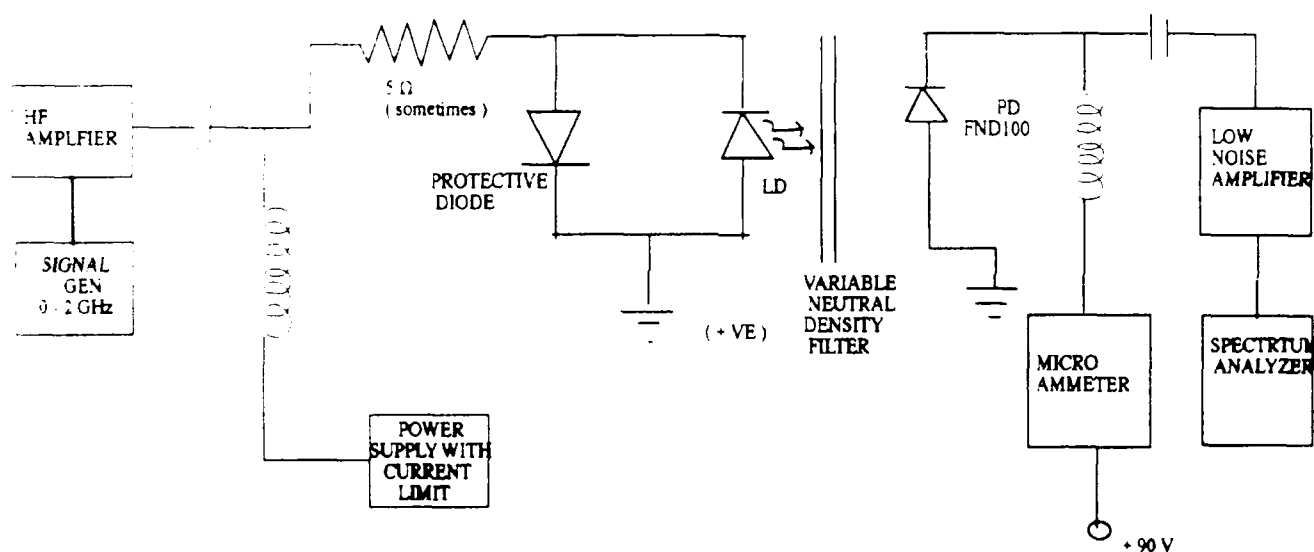 HF
AMPLFIER
SIGNAL
GEN
0 - 2 GHz
5 Ω
( sometimes )
PROTECTIVE
DIODE
LD
( + VE )
POWER
SUPPLY WITH
CURRENT
LIMIT
VARIABLE
NEUTRAL
DENSITY
FILTER
PD
FND100
MICRO
AMMETER
+ 90 V
LOW
NOISE
AMPLIFIER
SPECTRTUM
ANALYZER